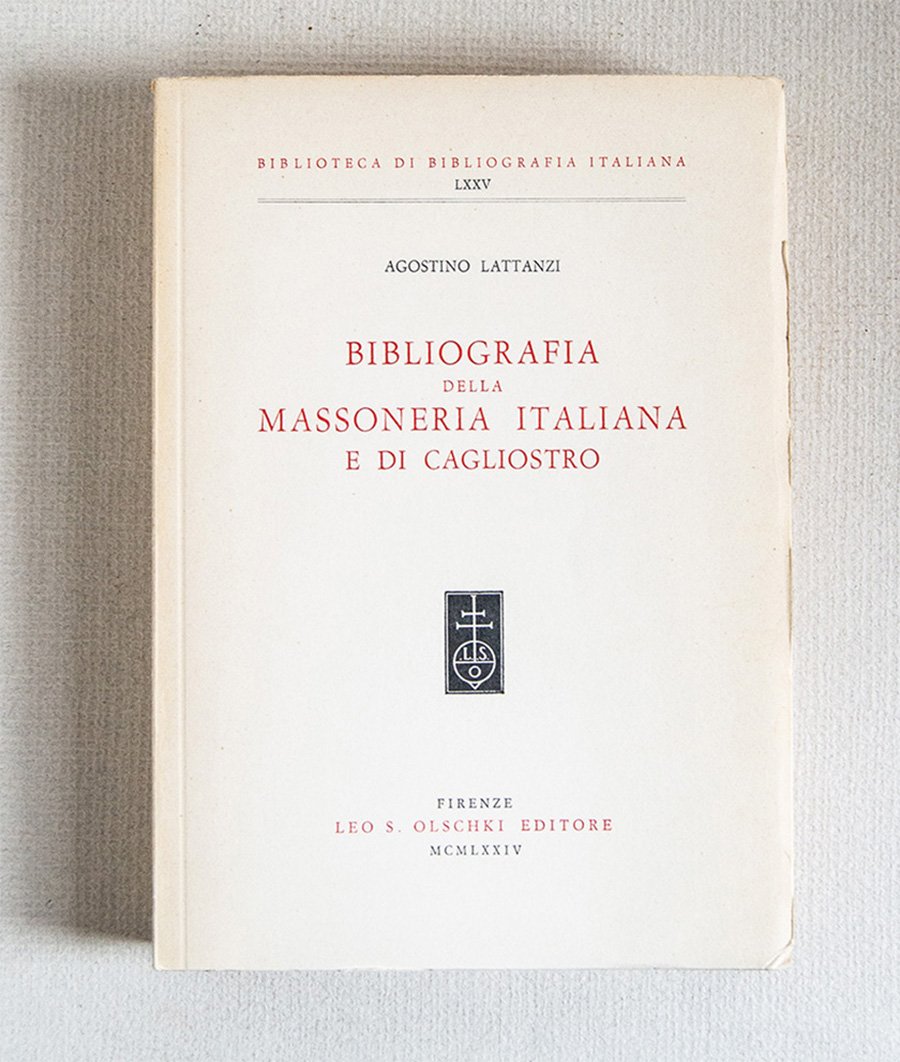 BIBLIOTECA DI BIBLIOGRAFIA ITALIANA
LXXV
AGOSTINO LATTANZI
BIBLIOGRAFIA
DELLA
MASSONERIA ITALIANA
E DI CAGLIOSTRO
L. S.
O
FIRENZE
LEO S. OLSCHKI EDITORE
MCMLXXIV